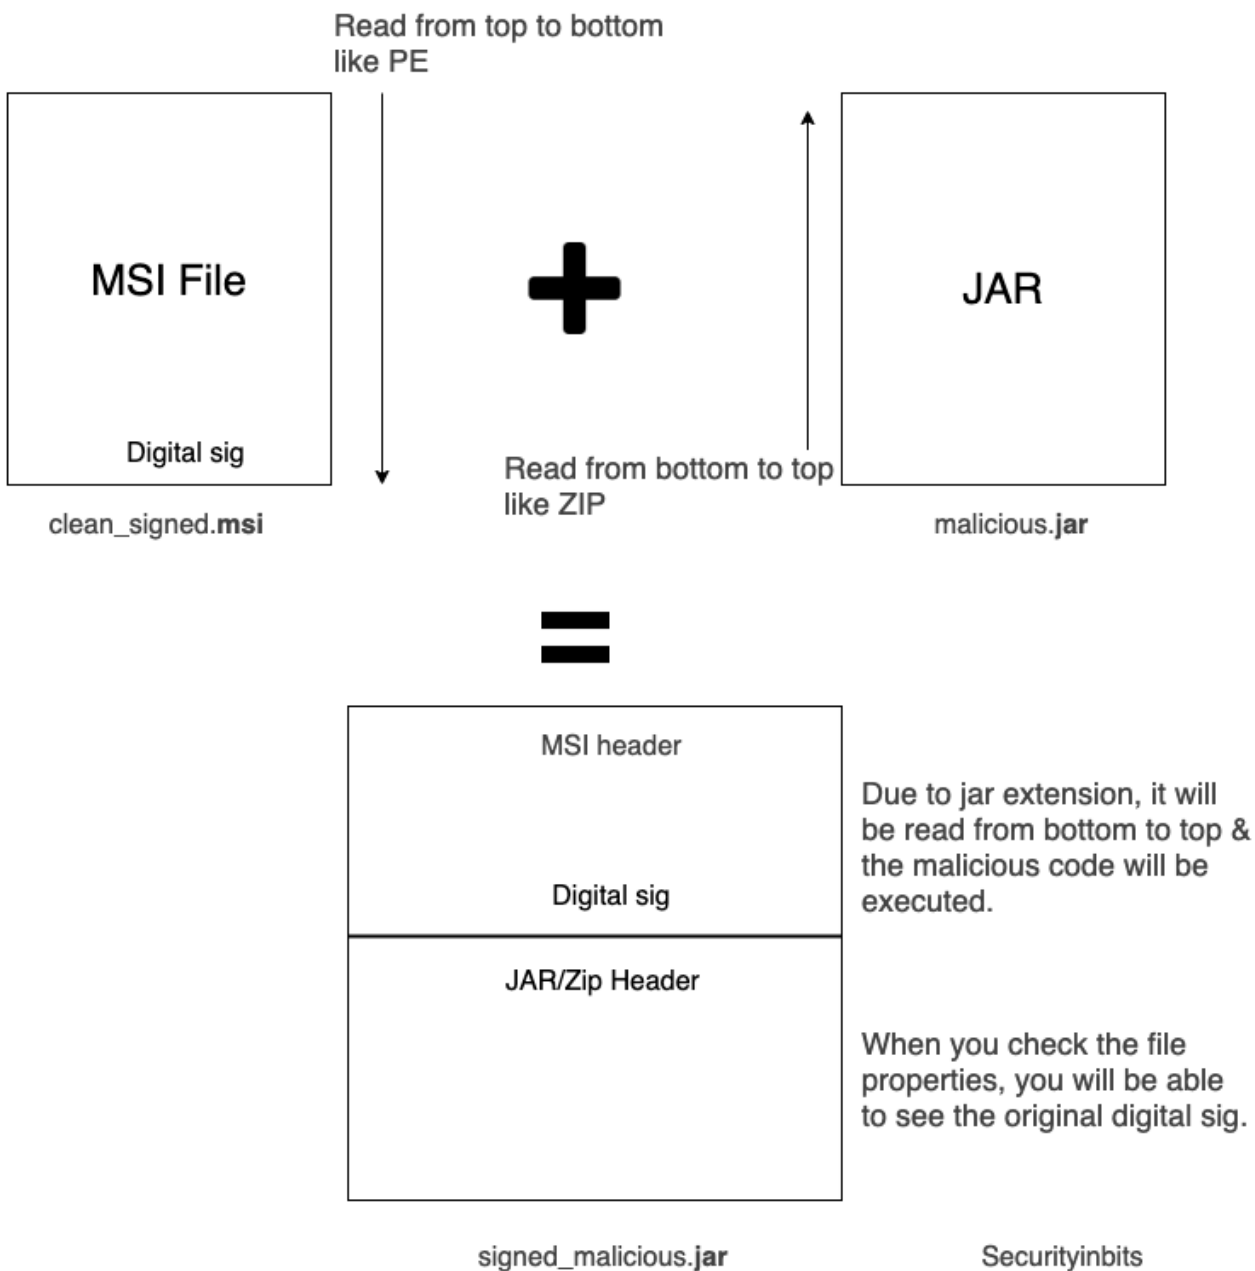 Read from top to bottom
like PE
MSI File
Digital sig
clean_signed.msi
JAR
Read from bottom to top
like ZIP
malicious.jar
MSI header
Digital sig
JAR/Zip Header
Due to jar extension, it will
be read from bottom to top &
the malicious code will be
executed.
When you check the file
properties, you will be able
to see the original digital sig.
signed_malicious.jar
Securityinbits